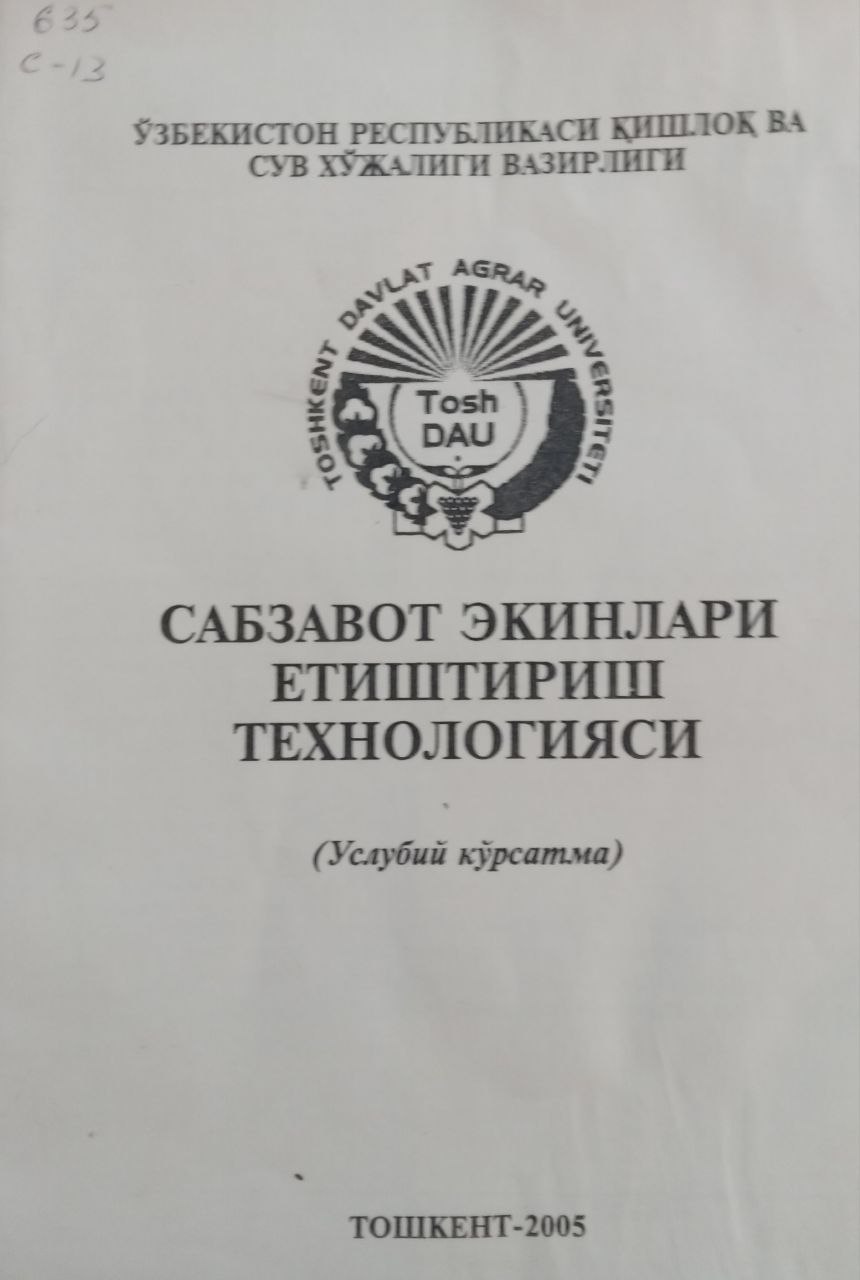 635
С-13
ЎЗБЕКИСТОН РЕСПУБЛИКАСИ ҚИШЛОҚ ВА
СУВ ХЎЖАЛИГИ ВАЗИРЛИГИ
TOSHKENT DAVLAT AGRAR UNIVERSITETI
Tosh
DAU
САБЗАВОТ ЭКИНЛАРИ
ЕТИШТИРИШ
ТЕХНОЛОГИЯСИ
(Услубий кўрсатма)
ТОШКЕНТ-2005